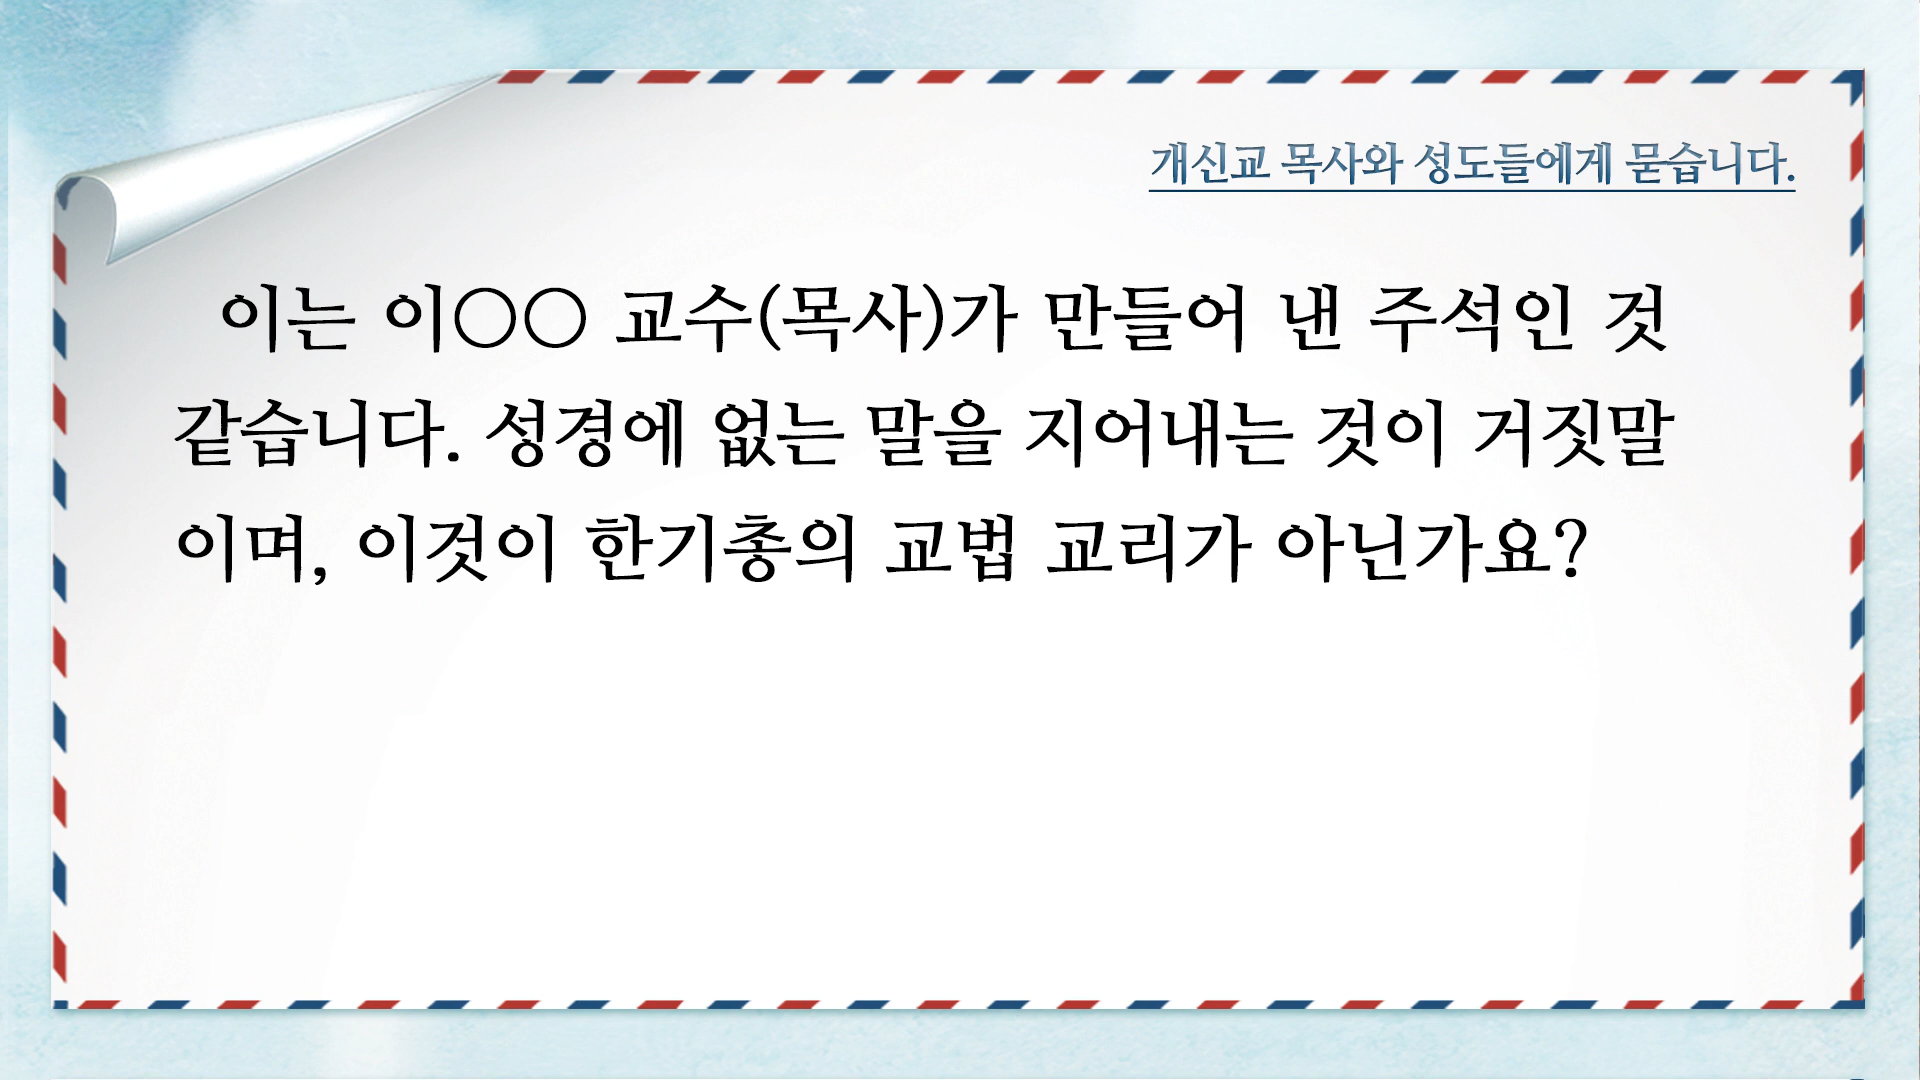 개신교 목사와 성도들에게 묻습니다.
이는 이○○ 교수(목사)가 만들어 낸 주석인 것
같습니다. 성경에 없는 말을 지어내는 것이 거짓말
이며, 이것이 한기총의 교법 교리가 아닌가요?